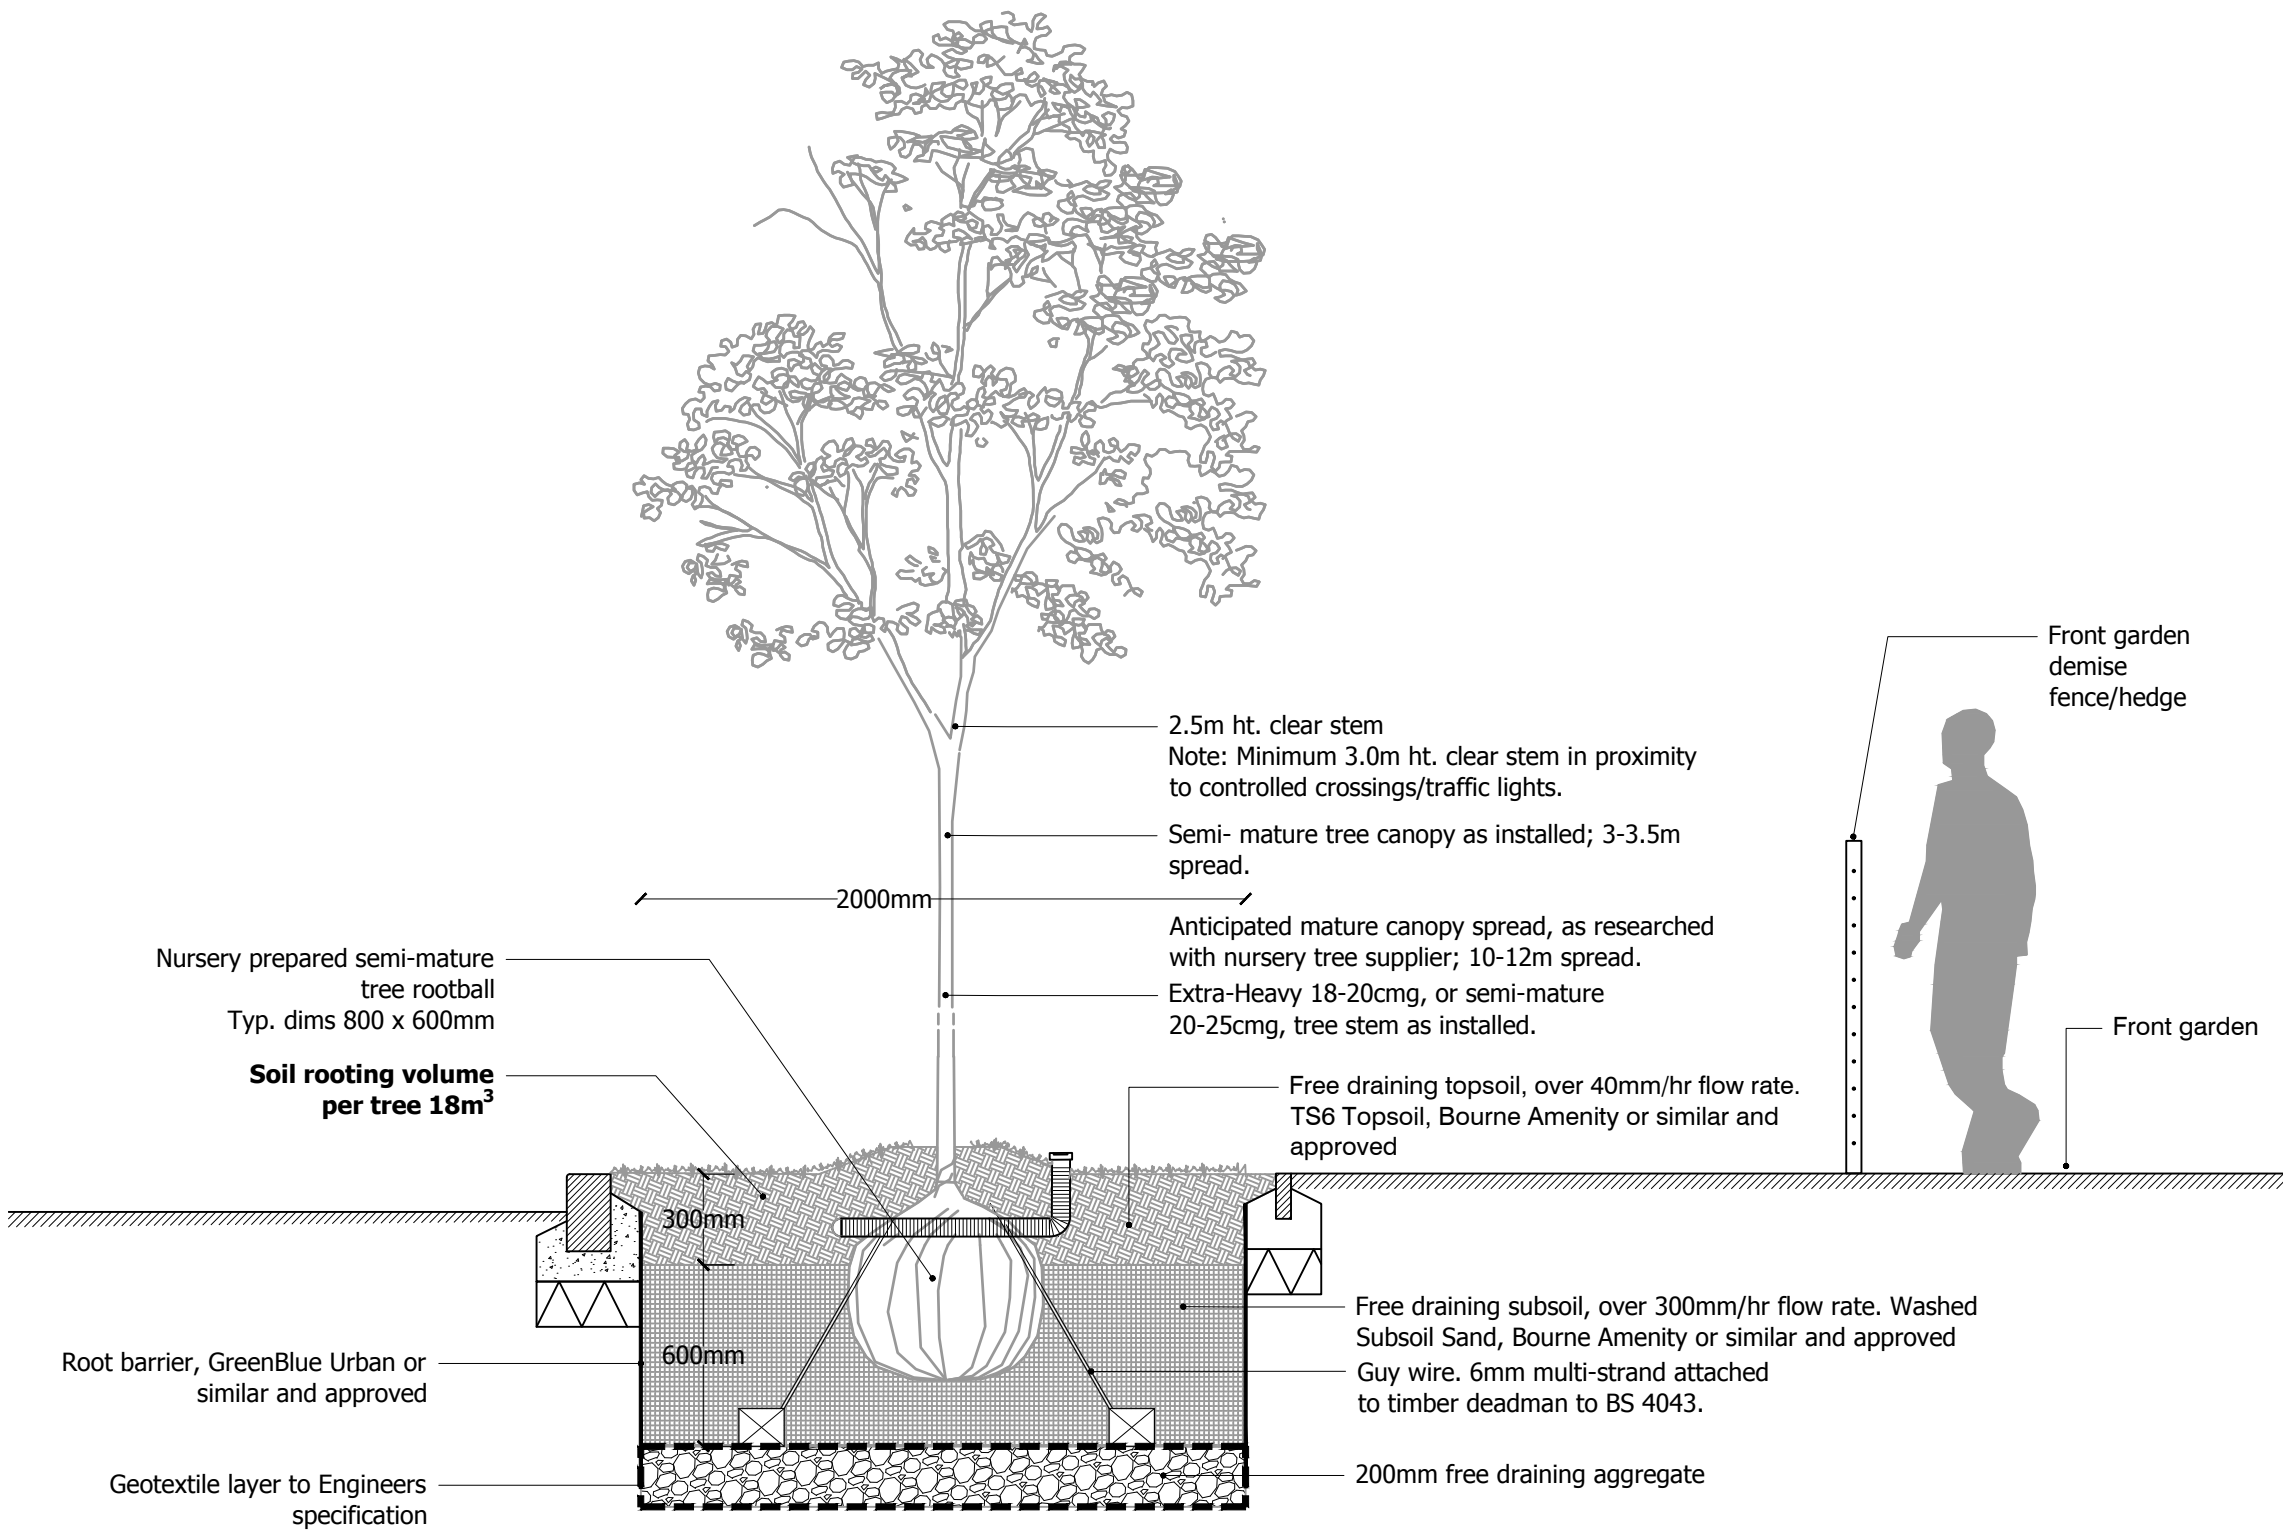 Front garden
demise
fence/hedge
2.5m ht. clear stem
Note: Minimum 3.0m ht. clear stem in proximity
to controlled crossings/traffic lights.
Semi- mature tree canopy as installed; 3-3.5m
spread.
2000mm
Anticipated mature canopy spread, as researched
with nursery tree supplier; 10-12m spread.
Nursery prepared semi-mature
tree rootball
Typ. dims 800 x 600mm
Extra-Heavy 18-20cmg, or semi-mature
20-25cmg, tree stem as installed.
Front garden
Soil rooting volume
per tree 18m³
Free draining topsoil, over 40mm/hr flow rate.
TS6 Topsoil, Bourne Amenity or similar and
approved
300mm
Free draining subsoil, over 300mm/hr flow rate. Washed
Subsoil Sand, Bourne Amenity or similar and approved
600mm
Root barrier, GreenBlue Urban or
similar and approved
Guy wire. 6mm multi-strand attached
to timber deadman to BS 4043.
Geotextile layer to Engineers
specification
200mm free draining aggregate